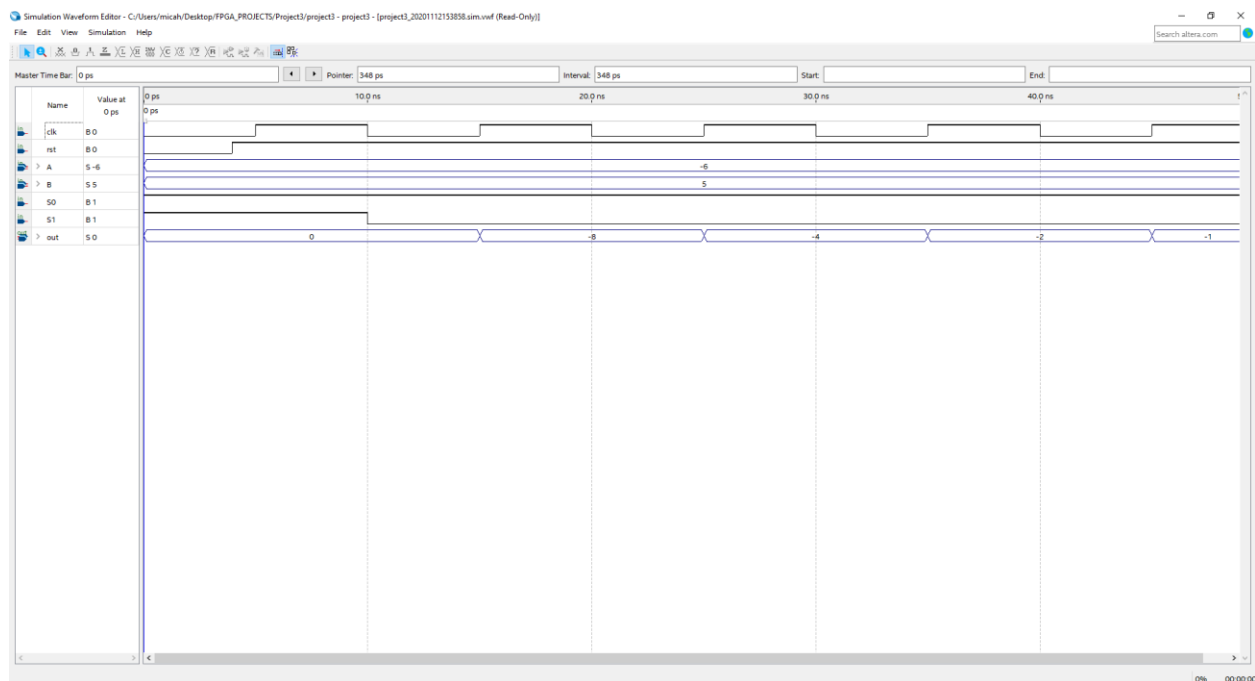 Simulation Waveform Editor - C:/Users/micah/Desktop/FPGA_PROJECTS/Project3/project3 - project3 - [project3_20201112153858.sim.vwf (Read-Only)]
File Edit View Simulation Help
Search altera.com
Master Time Bar: 0 ps Pointer: 348 ps Interval: 348 ps Start: End:
Name Value at 0 ps
0 ps 10.0 ns 20.0 ns 30.0 ns 40.0 ns
0 ps
clk B 0
rst B 0
A S -6 -6
B S 5 5
S0 B 1
S1 B 1
out S 0 0 -8 -4 -2 -1
0% 00:00:00